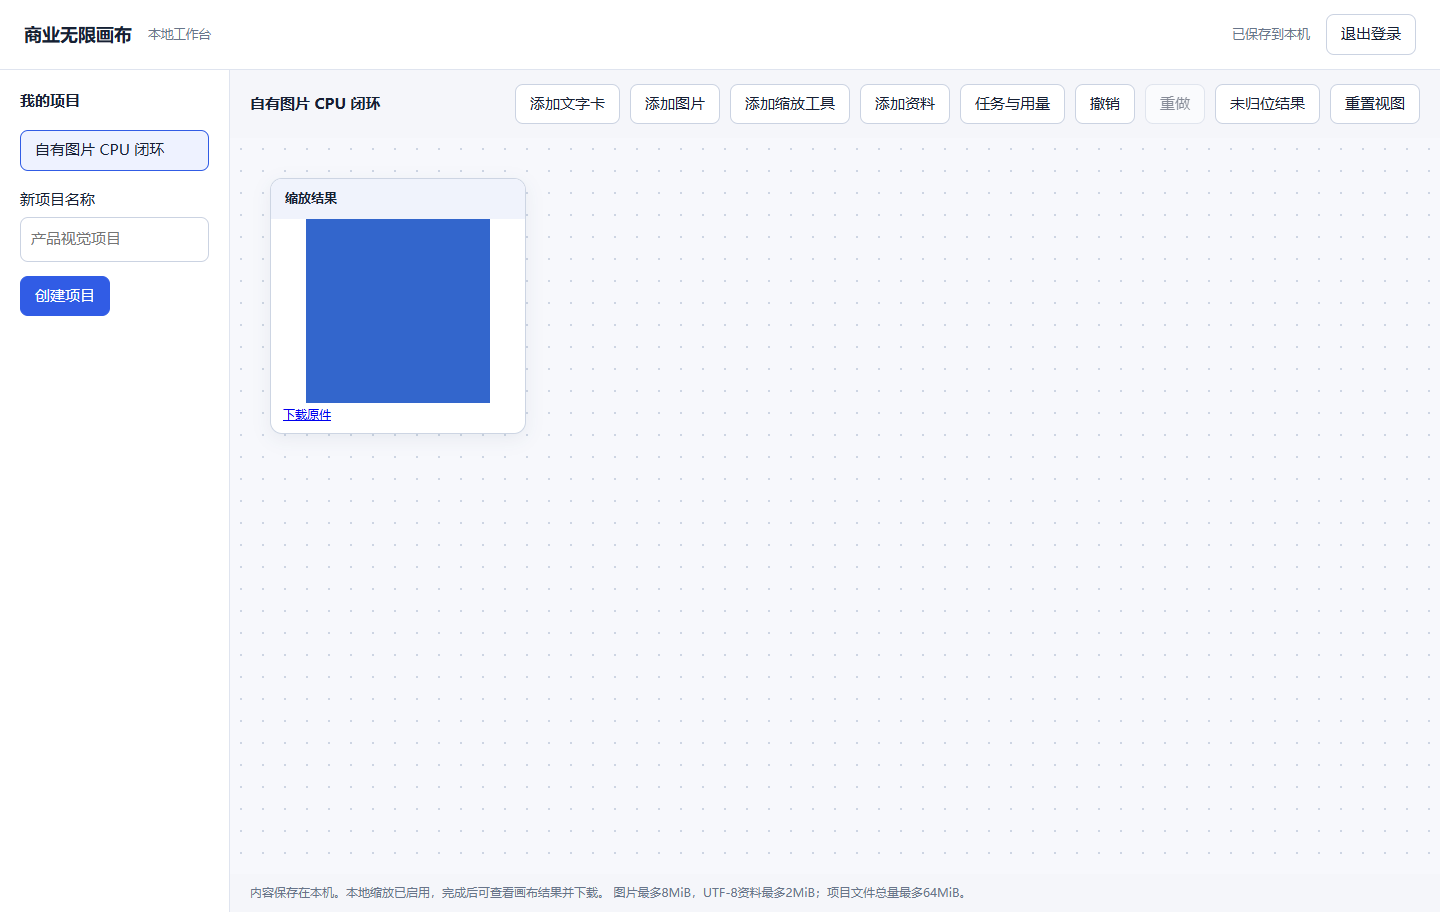 商业无限画布 本地工作台 已保存到本机 退出登录
我的项目
自有图片 CPU 闭环
新项目名称
产品视觉项目
创建项目
自有图片 CPU 闭环 添加文字卡 添加图片 添加缩放工具 添加资料 任务与用量 撤销 重做 未归位结果 重置视图
缩放结果
下载原件
内容保存在本机。本地缩放已启用，完成后可查看画布结果并下载。 图片最多8MiB，UTF-8资料最多2MiB；项目文件总量最多64MiB。